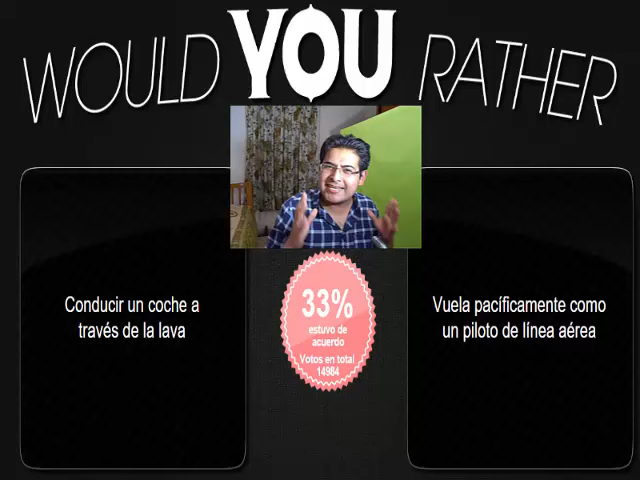 WOULD YOU RATHER
Conducir un coche a
través de la lava
33%
estuvo de
acuerdo
Votos en total
14984
Vuela pacíficamente como
un piloto de línea aérea